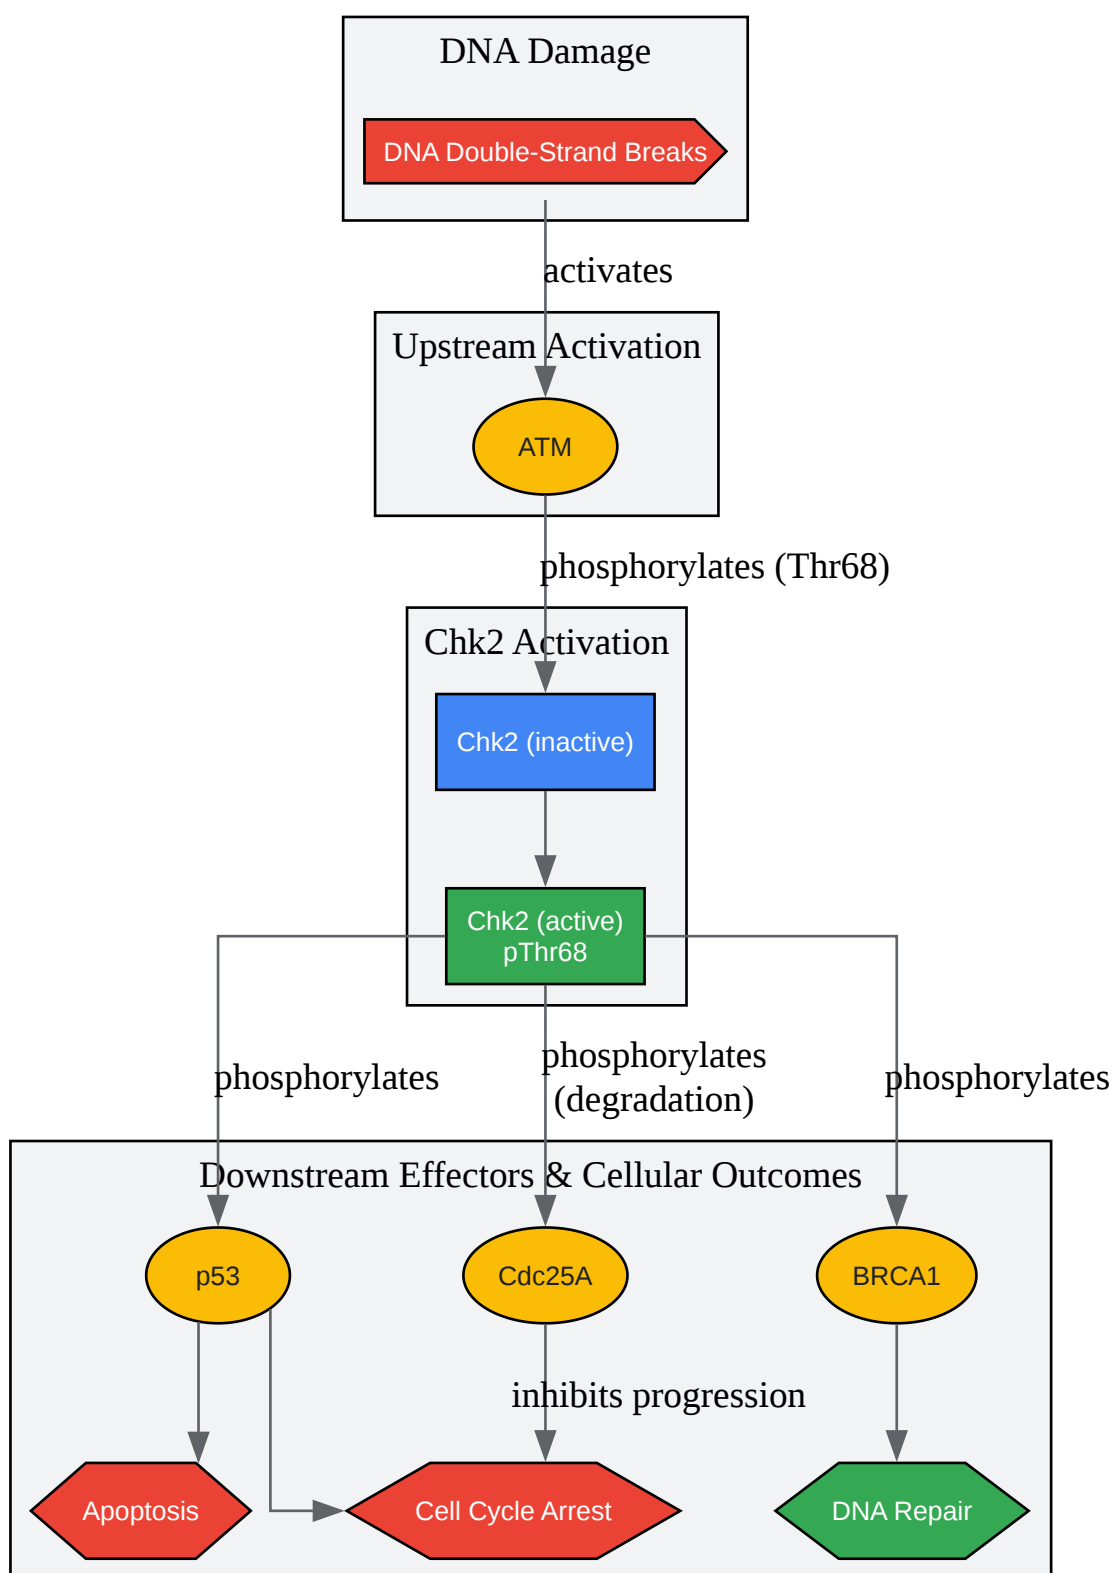 DNA Damage
DNA Double-Strand Breaks
activates
Upstream Activation
ATM
phosphorylates (Thr68)
Chk2 Activation
Chk2 (inactive)
Chk2 (active)
pThr68
phosphorylates
phosphorylates
(degradation)
phosphorylates
Downstream Effectors & Cellular Outcomes
p53
Cdc25A
BRCA1
inhibits progression
Apoptosis
Cell Cycle Arrest
DNA Repair